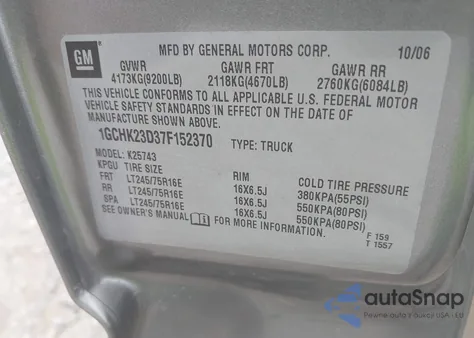 GM
MFD BY GENERAL MOTORS CORP. 10/06
GVWR GAWR FRT GAWR RR
4173KG(9200LB) 2118KG(4670LB) 2760KG(6084LB)
THIS VEHICLE CONFORMS TO ALL APPLICABLE U.S. FEDERAL MOTOR
VEHICLE SAFETY STANDARDS IN EFFECT ON THE DATE OF
MANUFACTURE SHOWN ABOVE.
1GCHK23D37F152370 TYPE: TRUCK
MODEL: K25743
KPGU TIRE SIZE RIM COLD TIRE PRESSURE
FRT LT245/75R16E 16X6.5J 380KPA(55PSI)
RR LT245/75R16E 16X6.5J 550KPA(80PSI)
SPA LT245/75R16E 16X6.5J 550KPA(80PSI)
SEE OWNER'S MANUAL FOR MORE INFORMATION.
F 159
T 1557
autoSnap